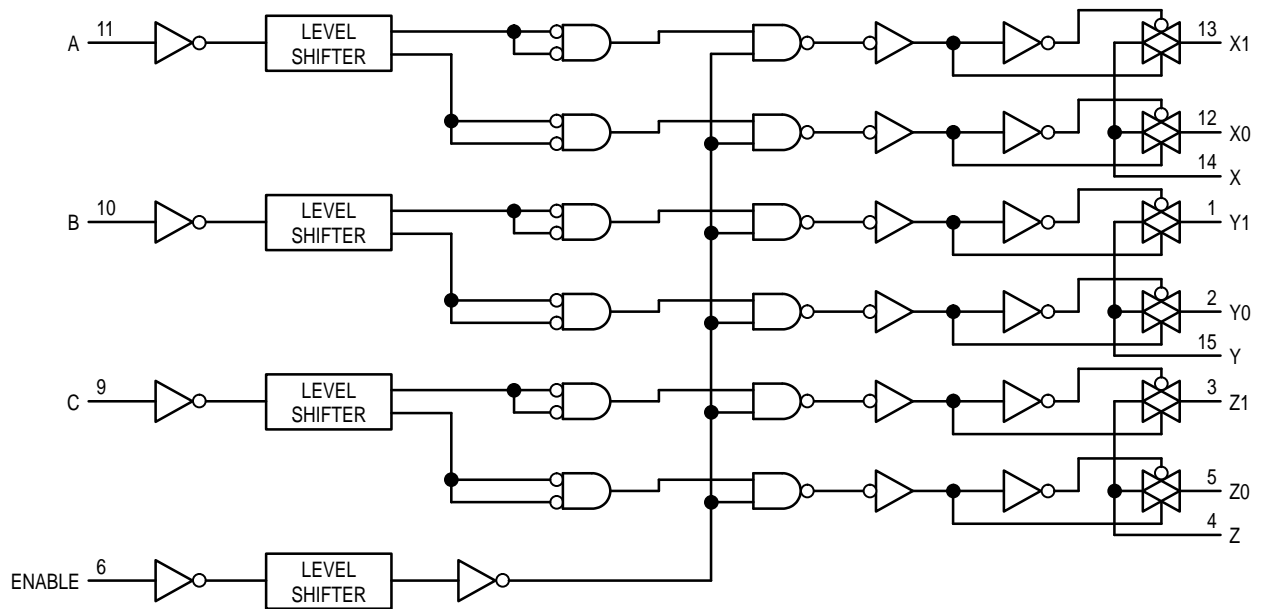 A 11 LEVEL SHIFTER 13 X1
12 X0
14 X
B 10 LEVEL SHIFTER 1 Y1
2 Y0
15 Y
C 9 LEVEL SHIFTER 3 Z1
5 Z0
4 Z
ENABLE 6 LEVEL SHIFTER